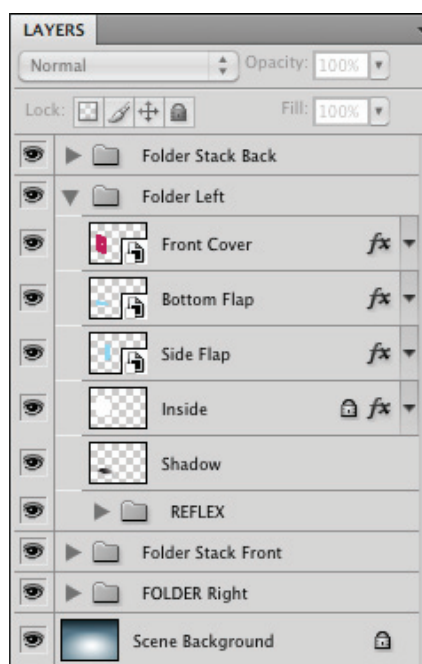 LAYERS
Normal Opacity: 100%
Lock: Fill: 100%
Folder Stack Back
Folder Left
Front Cover fx
Bottom Flap fx
Side Flap fx
Inside fx
Shadow
REFLEX
Folder Stack Front
FOLDER Right
Scene Background